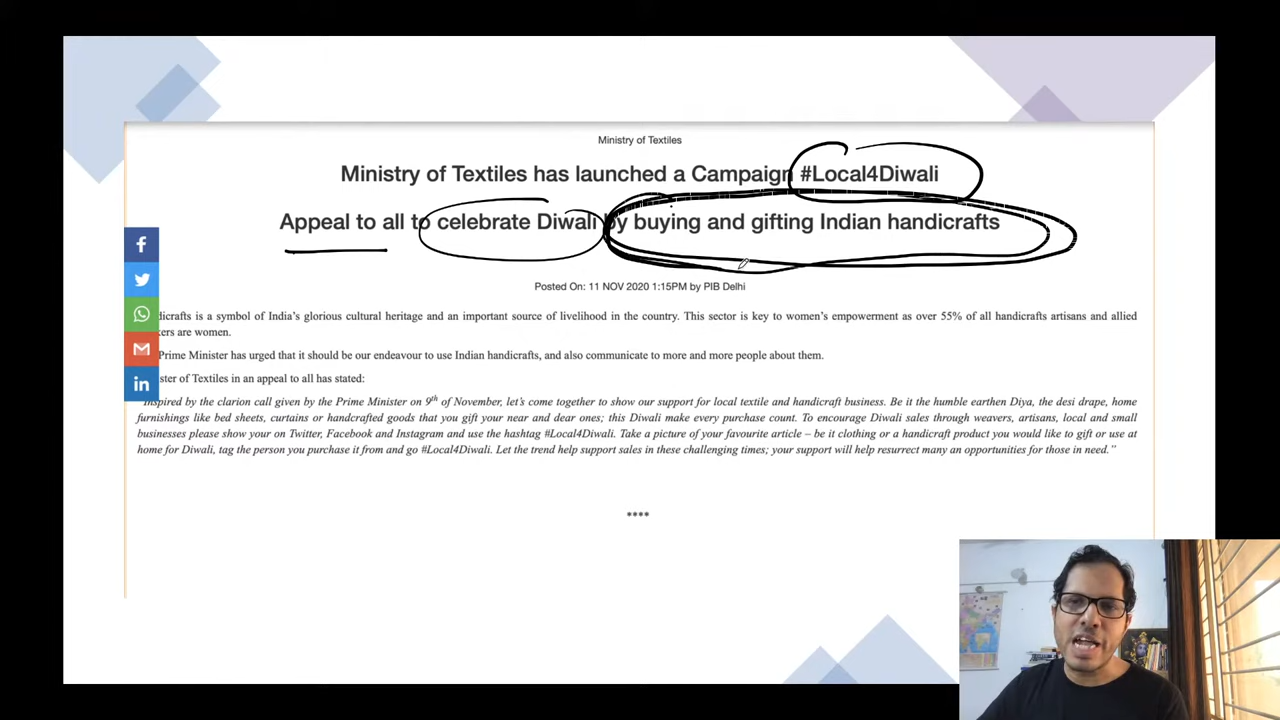 Ministry of Textiles
Ministry of Textiles has launched a Campaign #Local4Diwali
Appeal to all to celebrate Diwali by buying and gifting Indian handicrafts
Posted On: 11 NOV 2020 1:15PM by PIB Delhi
dicrafts is a symbol of India's glorious cultural heritage and an important source of livelihood in the country. This sector is key to women's empowerment as over 55% of all handicrafts artisans and allied
kers are women.
Prime Minister has urged that it should be our endeavour to use Indian handicrafts, and also communicate to more and more people about them.
ster of Textiles in an appeal to all has stated:
"Inspired by the clarion call given by the Prime Minister on 9th of November, let's come together to show our support for local textile and handicraft business. Be it the humble earthen Diya, the desi drape, home
furnishings like bed sheets, curtains or handcrafted goods that you gift your near and dear ones; this Diwali make every purchase count. To encourage Diwali sales through weavers, artisans, local and small
businesses please show your on Twitter, Facebook and Instagram and use the hashtag #Local4Diwali. Take a picture of your favourite article – be it clothing or a handicraft product you would like to gift or use at
home for Diwali, tag the person you purchase it from and go #Local4Diwali. Let the trend help support sales in these challenging times; your support will help resurrect many an opportunities for those in need."
****